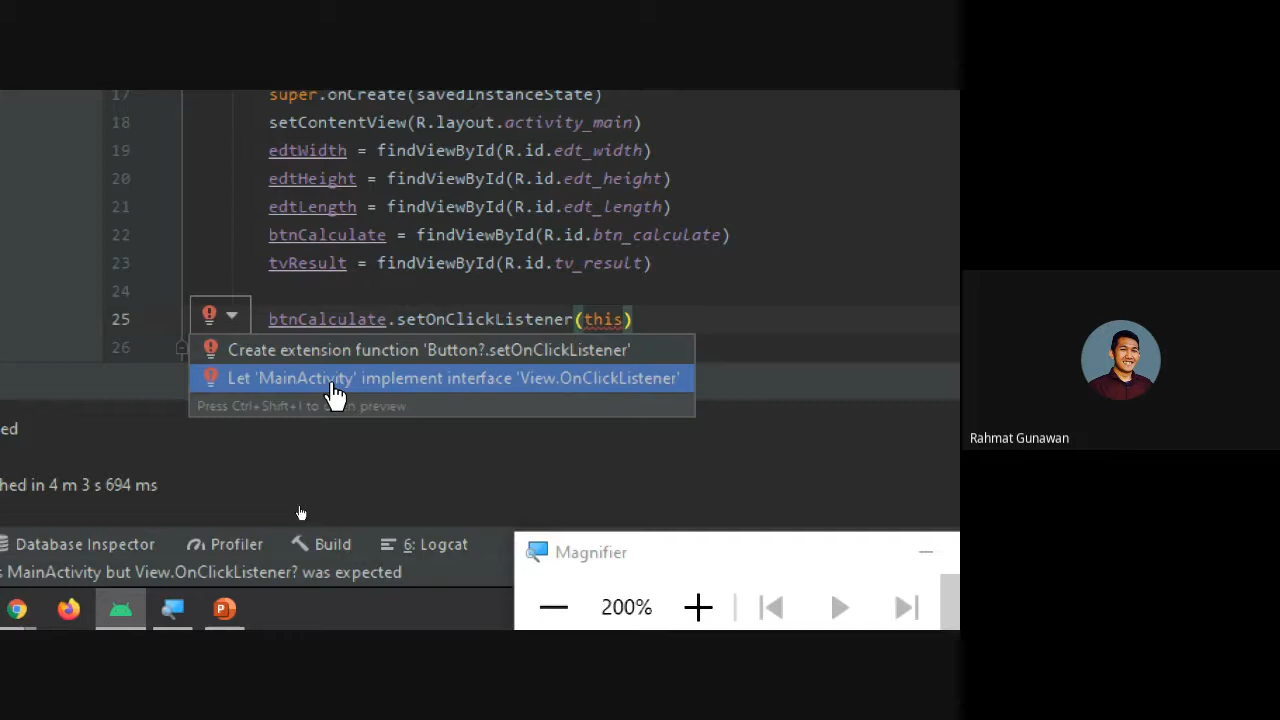 17 super.onCreate(savedInstanceState)
18 setContentView(R.layout.activity_main)
19 edtWidth = findViewById(R.id.edt_width)
20 edtHeight = findViewById(R.id.edt_height)
21 edtLength = findViewById(R.id.edt_length)
22 btnCalculate = findViewById(R.id.btn_calculate)
23 tvResult = findViewById(R.id.tv_result)
24
25 btnCalculate.setOnClickListener(this)
26
Create extension function 'Button?.setOnClickListener'
Let 'MainActivity' implement interface 'View.OnClickListener'
Press Ctrl+Shift+I to preview
ed
hed in 4 m 3 s 694 ms
Database Inspector Profiler Build 6: Logcat
s MainActivity but View.OnClickListener? was expected
Magnifier
200%
Rahmat Gunawan